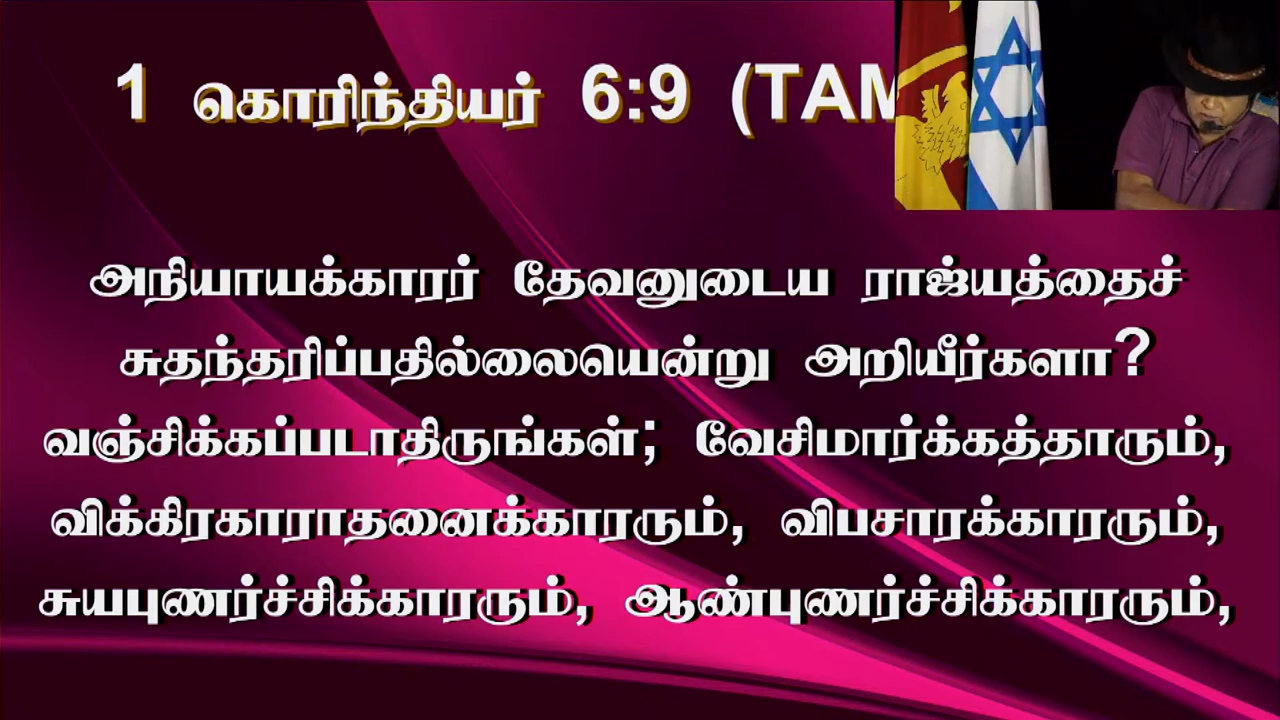 1 கொரிந்தியர் 6:9 (TAM
அநியாயக்காரர் தேவனுடைய ராஜ்யத்தைச்
சுதந்தரிப்பதில்லையென்று அறியீர்களா?
வஞ்சிக்கப்படாதிருங்கள்; வேசிமார்க்கத்தாரும்,
விக்கிரகாராதனைக்காரரும், விபசாரக்காரரும்,
சுயபுணர்ச்சிக்காரரும், ஆண்புணர்ச்சிக்காரரும்,